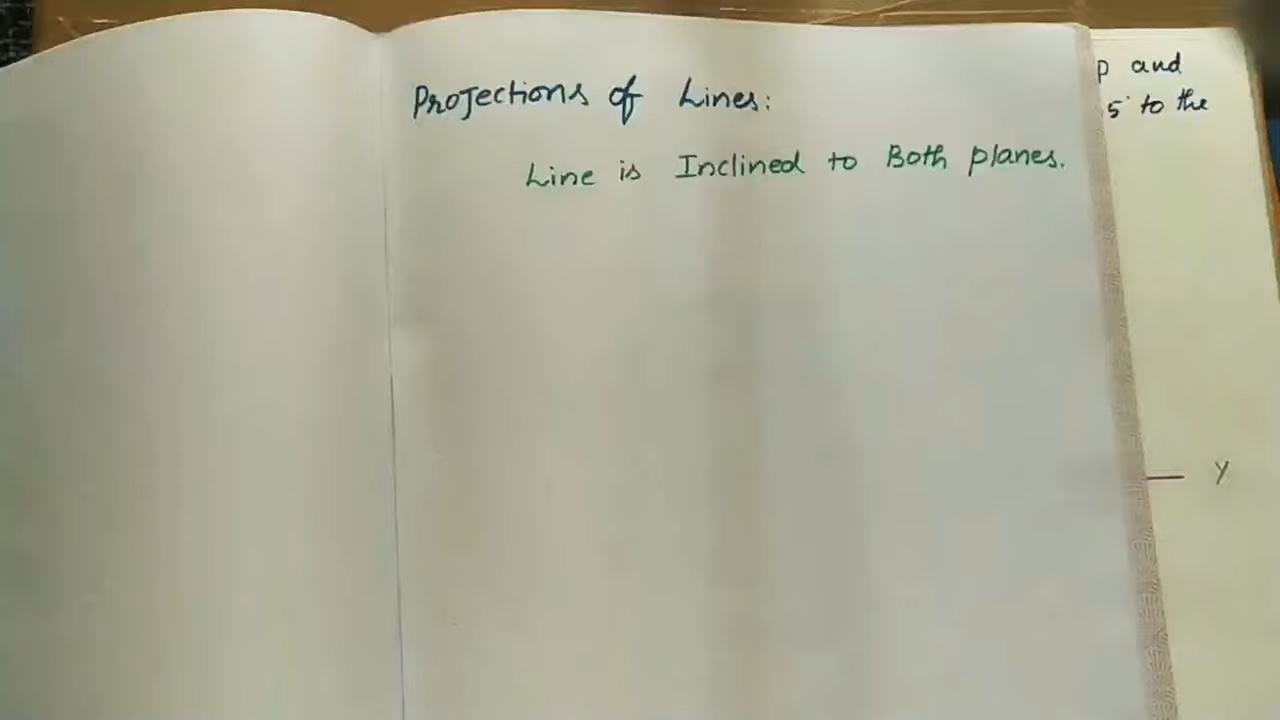 Projections of Lines:
Line is Inclined to Both planes.
p and
5° to the
Y